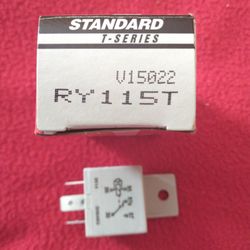 STANDARD
T-SERIES
V15022
RY115T